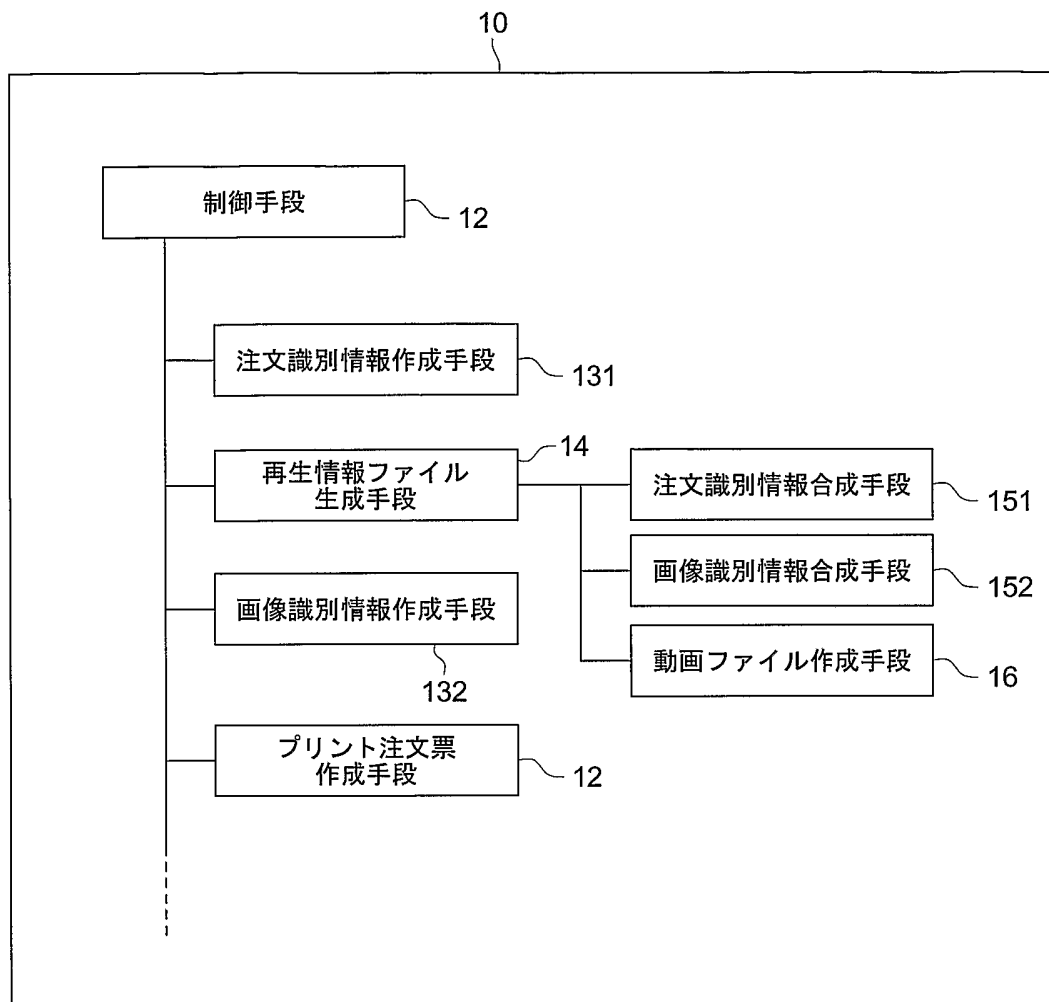 10
制御手段
12
注文識別情報作成手段
131
再生情報ファイル
生成手段
14
注文識別情報合成手段
151
画像識別情報合成手段
152
画像識別情報作成手段
132
動画ファイル作成手段
16
プリント注文票
作成手段
12